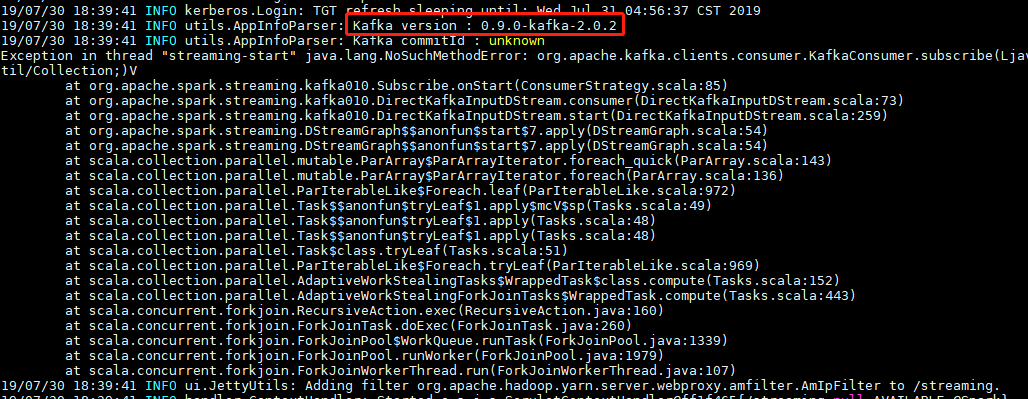 19/07/30 18:39:41 INFO kerberos.Login: TGT refresh sleeping until: Wed Jul 31 04:56:37 CST 2019
19/07/30 18:39:41 INFO utils.AppInfoParser: Kafka version : 0.9.0-kafka-2.0.2
19/07/30 18:39:41 INFO utils.AppInfoParser: Kafka commitId : unknown
Exception in thread "streaming-start" java.lang.NoSuchMethodError: org.apache.kafka.clients.consumer.KafkaConsumer.subscribe(Ljav
til/Collection;)V
at org.apache.spark.streaming.kafka010.Subscribe.onStart(ConsumerStrategy.scala:85)
at org.apache.spark.streaming.kafka010.DirectKafkaInputDStream.consumer(DirectKafkaInputDStream.scala:73)
at org.apache.spark.streaming.kafka010.DirectKafkaInputDStream.start(DirectKafkaInputDStream.scala:259)
at org.apache.spark.streaming.DStreamGraph$$anonfun$start$7.apply(DStreamGraph.scala:54)
at org.apache.spark.streaming.DStreamGraph$$anonfun$start$7.apply(DStreamGraph.scala:54)
at scala.collection.parallel.mutable.ParArray$ParArrayIterator.foreach_quick(ParArray.scala:143)
at scala.collection.parallel.mutable.ParArray$ParArrayIterator.foreach(ParArray.scala:136)
at scala.collection.parallel.ParIterableLike$Foreach.leaf(ParIterableLike.scala:972)
at scala.collection.parallel.Task$$anonfun$tryLeaf$1.apply$mcV$sp(Tasks.scala:49)
at scala.collection.parallel.Task$$anonfun$tryLeaf$1.apply(Tasks.scala:48)
at scala.collection.parallel.Task$$anonfun$tryLeaf$1.apply(Tasks.scala:48)
at scala.collection.parallel.Task$class.tryLeaf(Tasks.scala:51)
at scala.collection.parallel.ParIterableLike$Foreach.tryLeaf(ParIterableLike.scala:969)
at scala.collection.parallel.AdaptiveWorkStealingTasks$WrappedTask$class.compute(Tasks.scala:152)
at scala.collection.parallel.AdaptiveWorkStealingForkJoinTasks$WrappedTask.compute(Tasks.scala:443)
at scala.concurrent.forkjoin.RecursiveAction.exec(RecursiveAction.java:160)
at scala.concurrent.forkjoin.ForkJoinTask.doExec(ForkJoinTask.java:260)
at scala.concurrent.forkjoin.ForkJoinPool$WorkQueue.runTask(ForkJoinPool.java:1339)
at scala.concurrent.forkjoin.ForkJoinPool.runWorker(ForkJoinPool.java:1979)
at scala.concurrent.forkjoin.ForkJoinWorkerThread.run(ForkJoinWorkerThread.java:107)
19/07/30 18:39:41 INFO ui.JettyUtils: Adding filter org.apache.hadoop.yarn.server.webproxy.amfilter.AmIpFilter to /streaming.